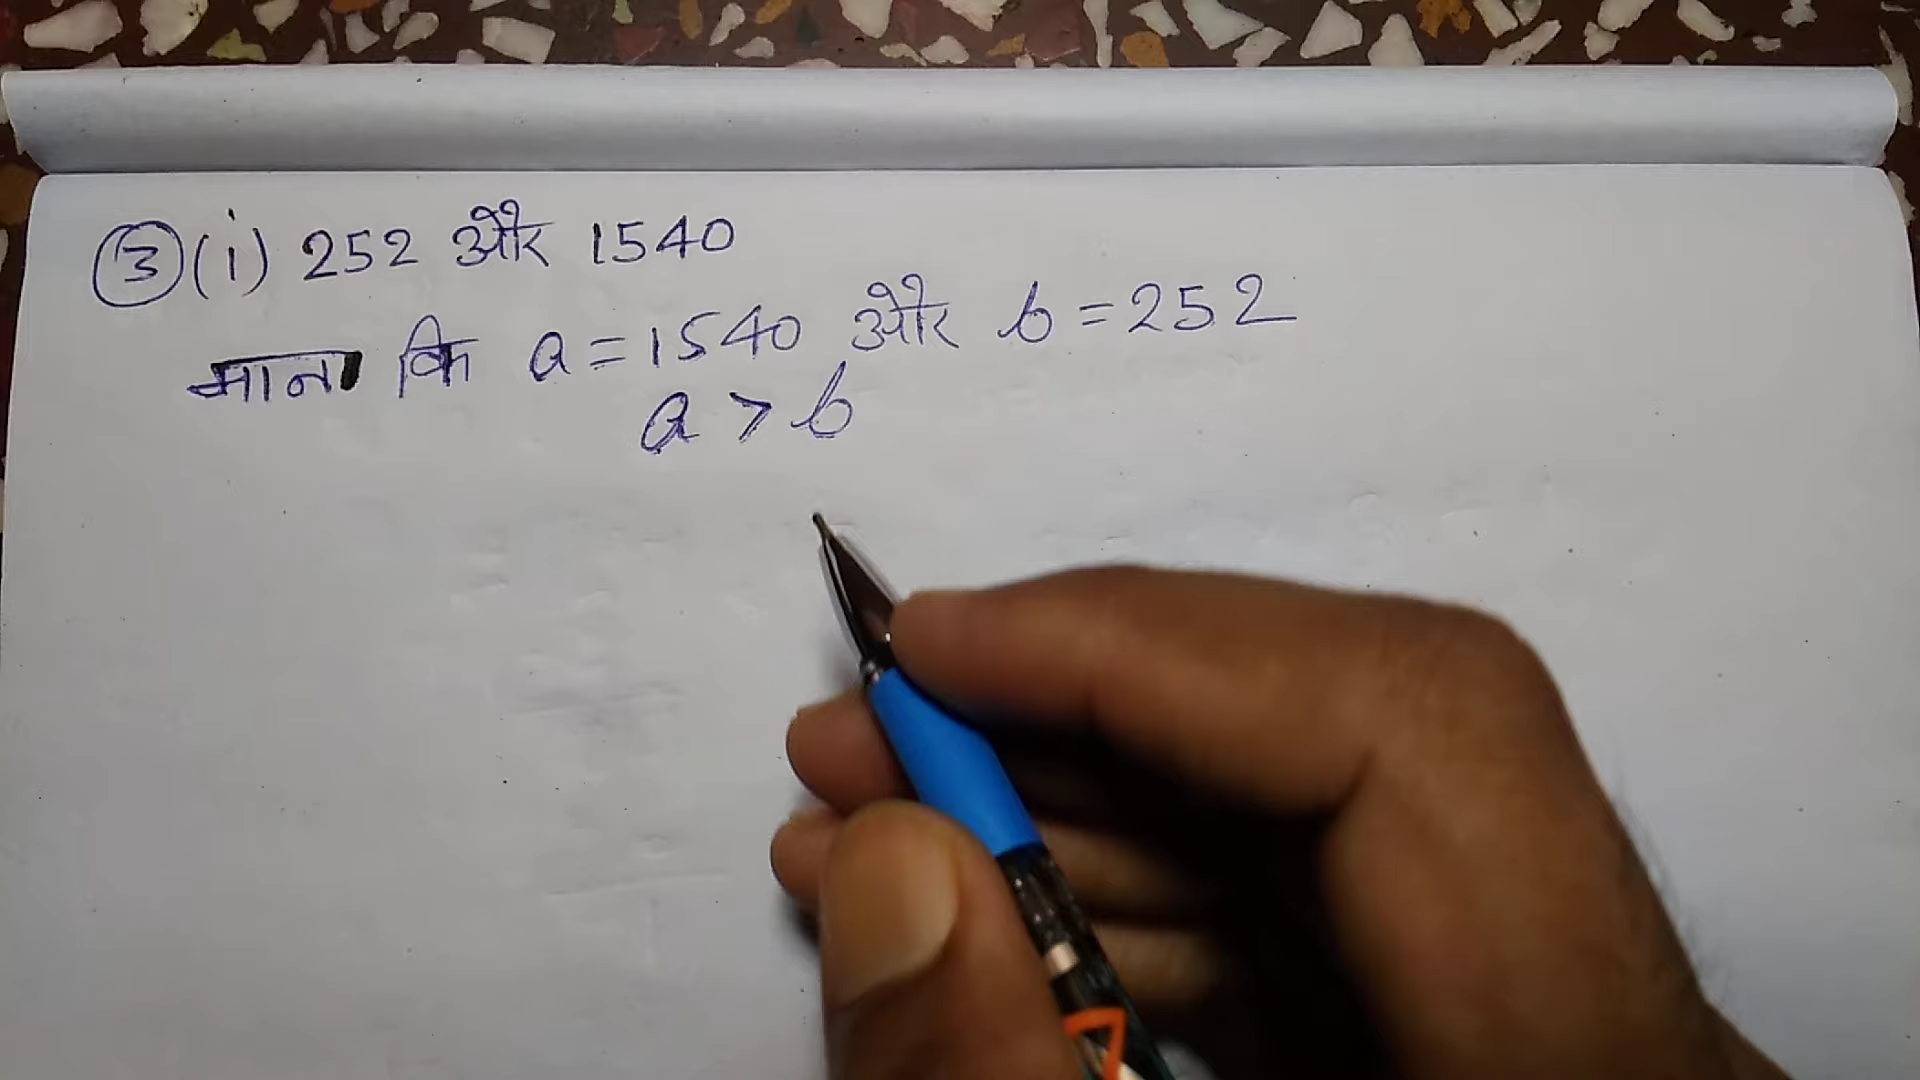 ③ (i) 252 और 1540
माना कि a = 1540 और b = 252
a > b